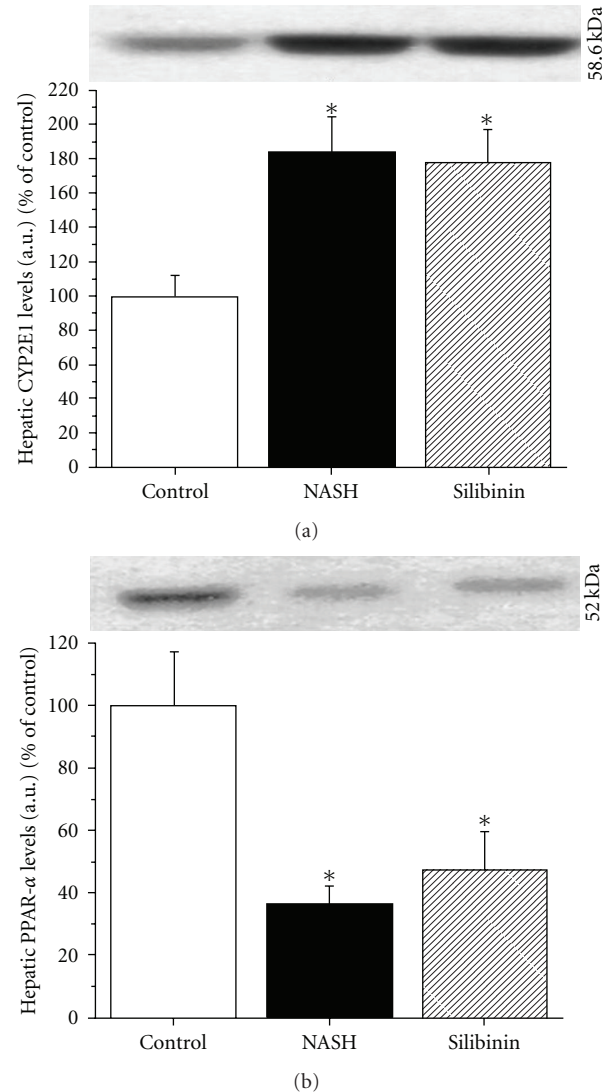 58.6 kDa
Hepatic CYP2E1 levels (a.u.) (% of control)
220
200
180
160
140
120
100
80
60
40
20
0
*
*
Control NASH Silibinin
(a)
52 kDa
Hepatic PPAR-α levels (a.u.) (% of control)
120
100
80
60
40
20
0
*
*
Control NASH Silibinin
(b)